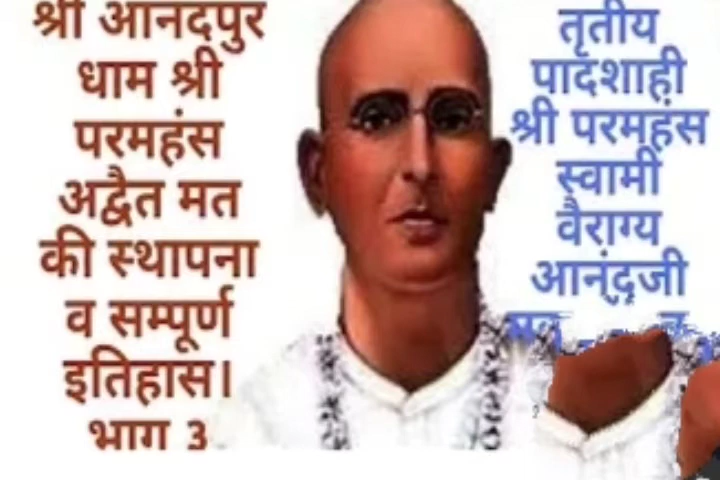 श्री आनंदपुर
धाम श्री
परमहंस
अद्वैत मत
की स्थापना
व सम्पूर्ण
इतिहास।
भाग 3
तृतीय
पादशाही
श्री परमहंस
स्वामी
वैराग्य
आनंदजी